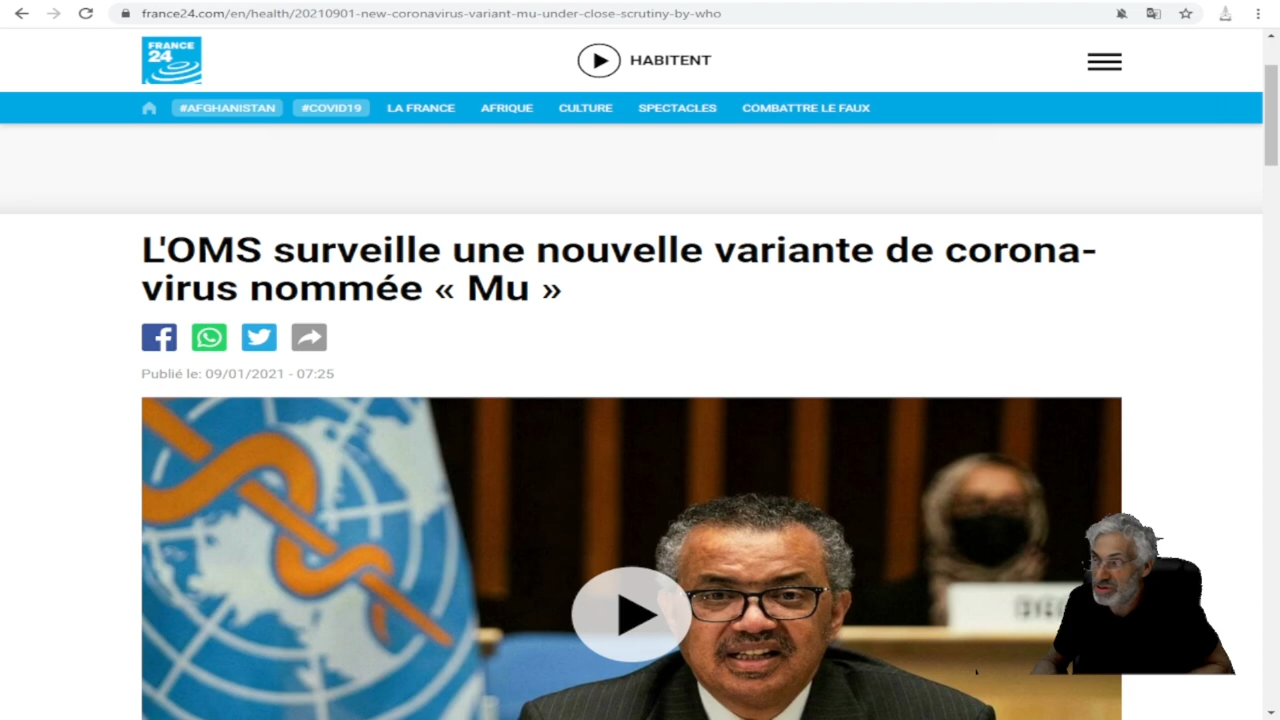 france24.com/en/health/20210901-new-coronavirus-variant-mu-under-close-scrutiny-by-who
FRANCE
24
HABITENT
#AFGHANISTAN #COVID19 LA FRANCE AFRIQUE CULTURE SPECTACLES COMBATTRE LE FAUX
L'OMS surveille une nouvelle variante de corona-
virus nommée « Mu »
Publié le: 09/01/2021 - 07:25